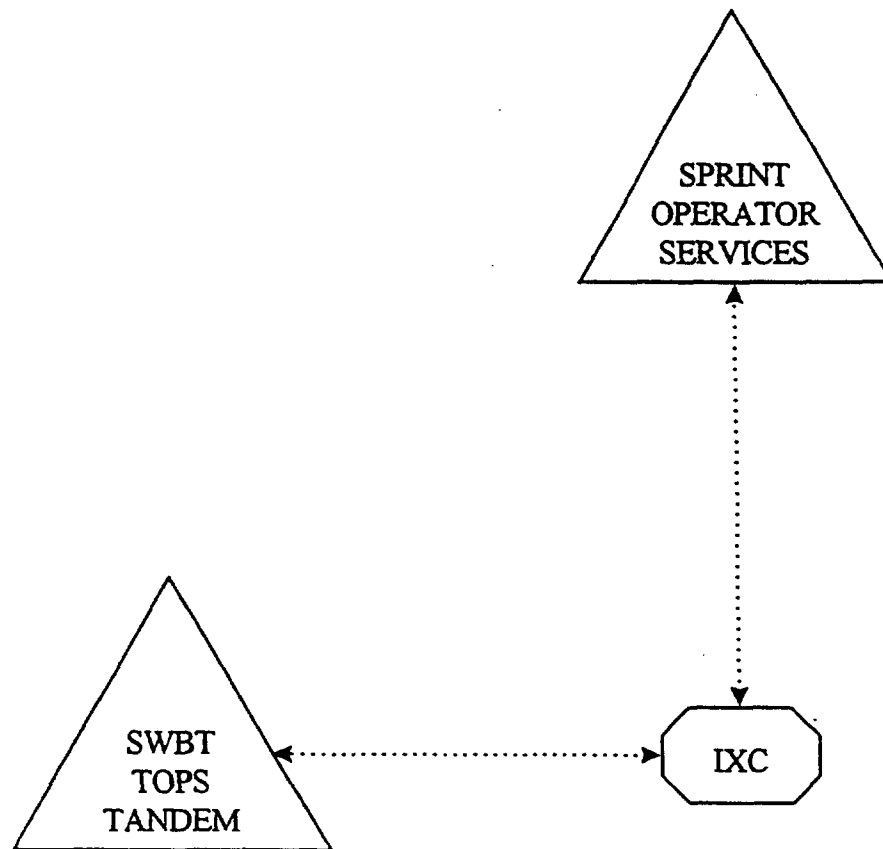 SPRINT
OPERATOR
SERVICES
SWBT
TOPS
TANDEM
IXC